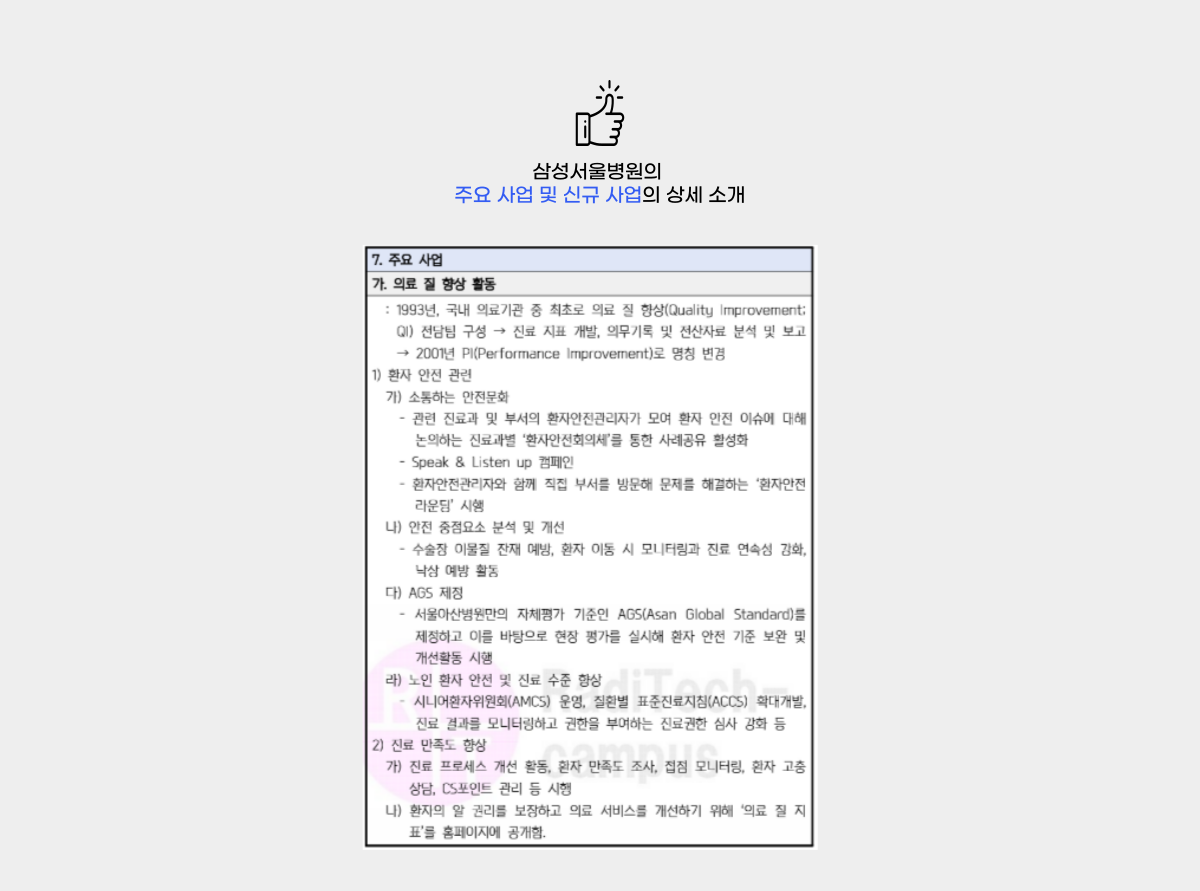 삼성서울병원의
주요 사업 및 신규 사업의 상세 소개
7. 주요 사업
가. 의료 질 향상 활동
: 1993년, 국내 의료기관 중 최초로 의료 질 향상(Quality Improvement;
QI) 전담팀 구성 → 진료 지표 개발, 의무기록 및 전산자료 분석 및 보고
→ 2001년 PI(Performance Improvement)로 명칭 변경
1) 환자 안전 관련
가) 소통하는 안전문화
- 관련 진료과 및 부서의 환자안전관리자가 모여 환자 안전 이슈에 대해
논의하는 진료과별 '환자안전회의체'를 통한 사례공유 활성화
- Speak & Listen up 캠페인
- 환자안전관리자와 함께 직접 부서를 방문해 문제를 해결하는 '환자안전
라운딩' 시행
나) 안전 중점요소 분석 및 개선
- 수술장 이물질 잔재 예방, 환자 이동 시 모니터링과 진료 연속성 강화,
낙상 예방 활동
다) AGS 제정
- 서울아산병원만의 자체평가 기준인 AGS(Asan Global Standard)를
제정하고 이를 바탕으로 현장 평가를 실시해 환자 안전 기준 보완 및
개선활동 시행
라) 노인 환자 안전 및 진료 수준 향상
- 시니어환자위원회(AMCS) 운영, 질환별 표준진료지침(ACCS) 확대개발,
진료 결과를 모니터링하고 권한을 부여하는 진료권한 심사 강화 등
2) 진료 만족도 향상
가) 진료 프로세스 개선 활동, 환자 만족도 조사, 접점 모니터링, 환자 고충
상담, CS포인트 관리 등 시행
나) 환자의 알 권리를 보장하고 의료 서비스를 개선하기 위해 '의료 질 지
표'를 홈페이지에 공개함.
RadiTech-
campus